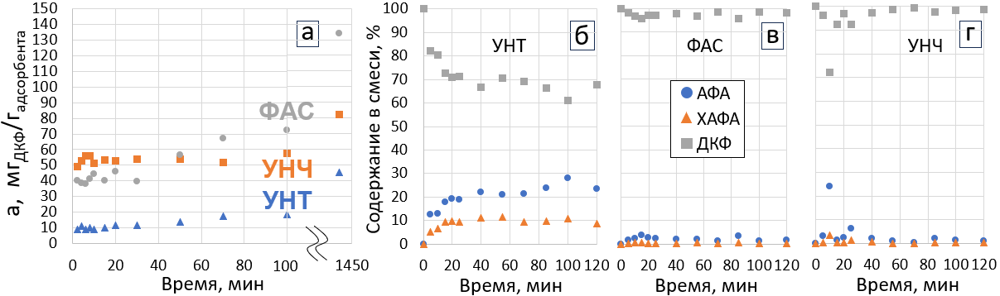 а, мгДКФ/гадсорбента
150
140
130
120
110
100
90
80
70
60
50
40
30
20
10
0
а
ФАС
УНЧ
УНТ
0 20 40 60 80 100 1450
Время, мин
Содержание в смеси, %
100
90
80
70
60
50
40
30
20
10
0
УНТ
б
0 20 40 60 80 100 120
Время, мин
ФАС
в
АФА
ХАФА
ДКФ
0 20 40 60 80 100 120
Время, мин
УНЧ
г
0 20 40 60 80 100 120
Время, мин